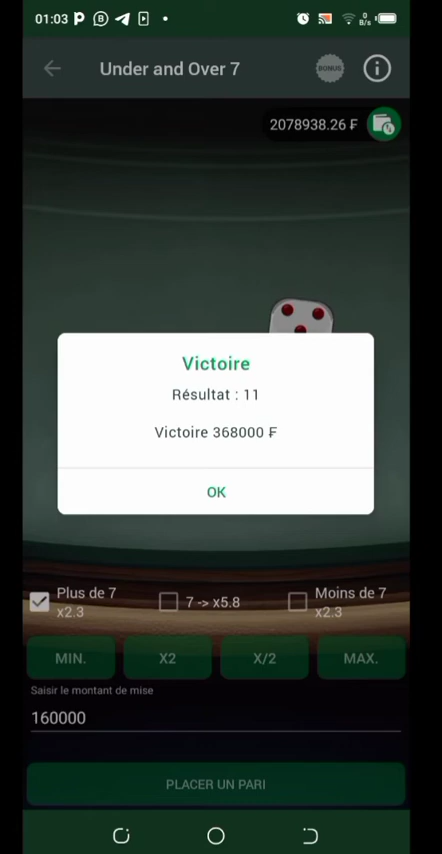 01:03
0 B/s
Under and Over 7
BONUS
2078938.26 ₣
Victoire
Résultat : 11
Victoire 368000 ₣
OK
Plus de 7
x2.3
7 -> x5.8
Moins de 7
x2.3
MIN.
X2
X/2
MAX.
Saisir le montant de mise
160000
PLACER UN PARI